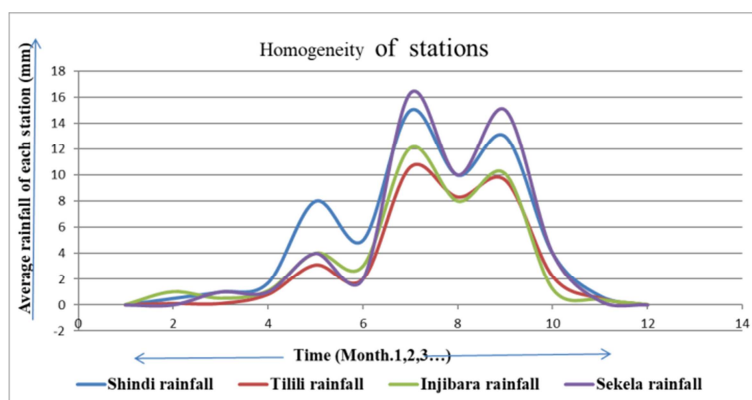 Homogeneity of stations
Average rainfall of each station (mm)
18
16
14
12
10
8
6
4
2
0
-2
0 2 4 6 8 10 12 14
Time (Month.1,2,3…)
Shindi rainfall Tilili rainfall Injibara rainfall Sekela rainfall